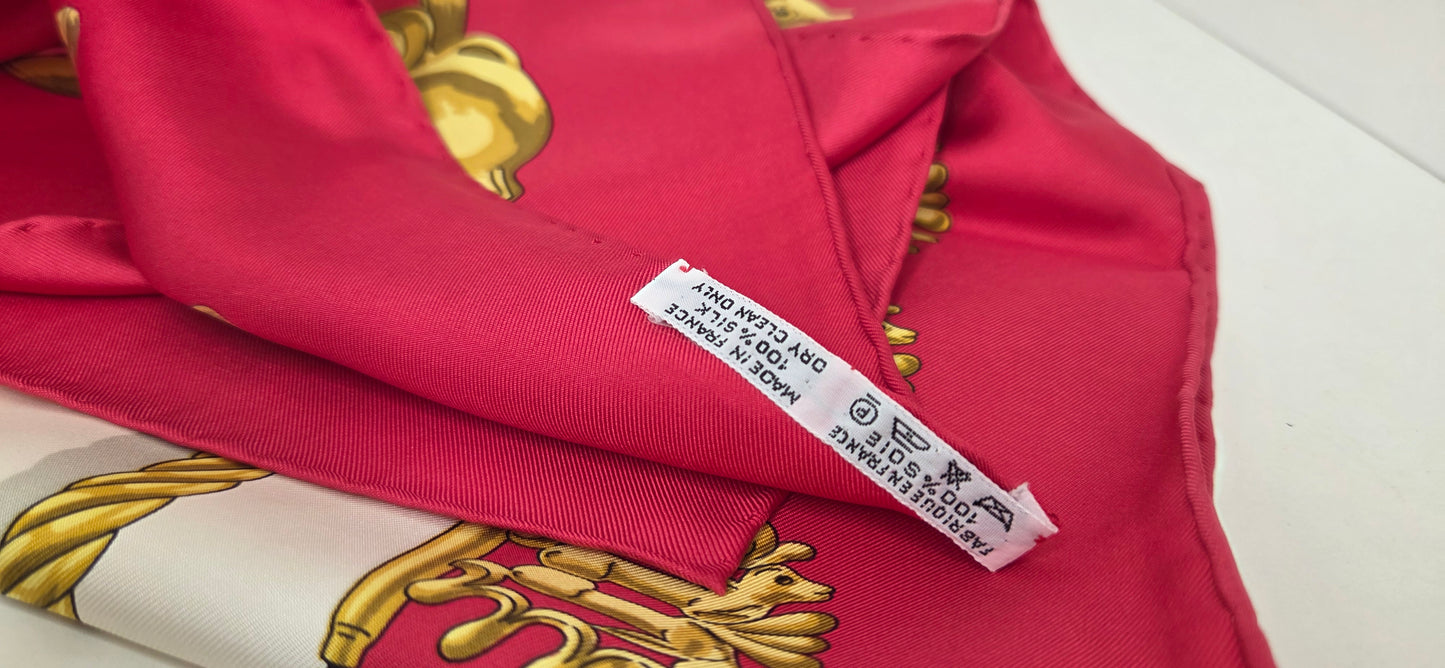 MADE IN FRANCE
100% SILK
DRY CLEAN ONLY
P
FABRIQUE EN FRANCE
100% SOIE